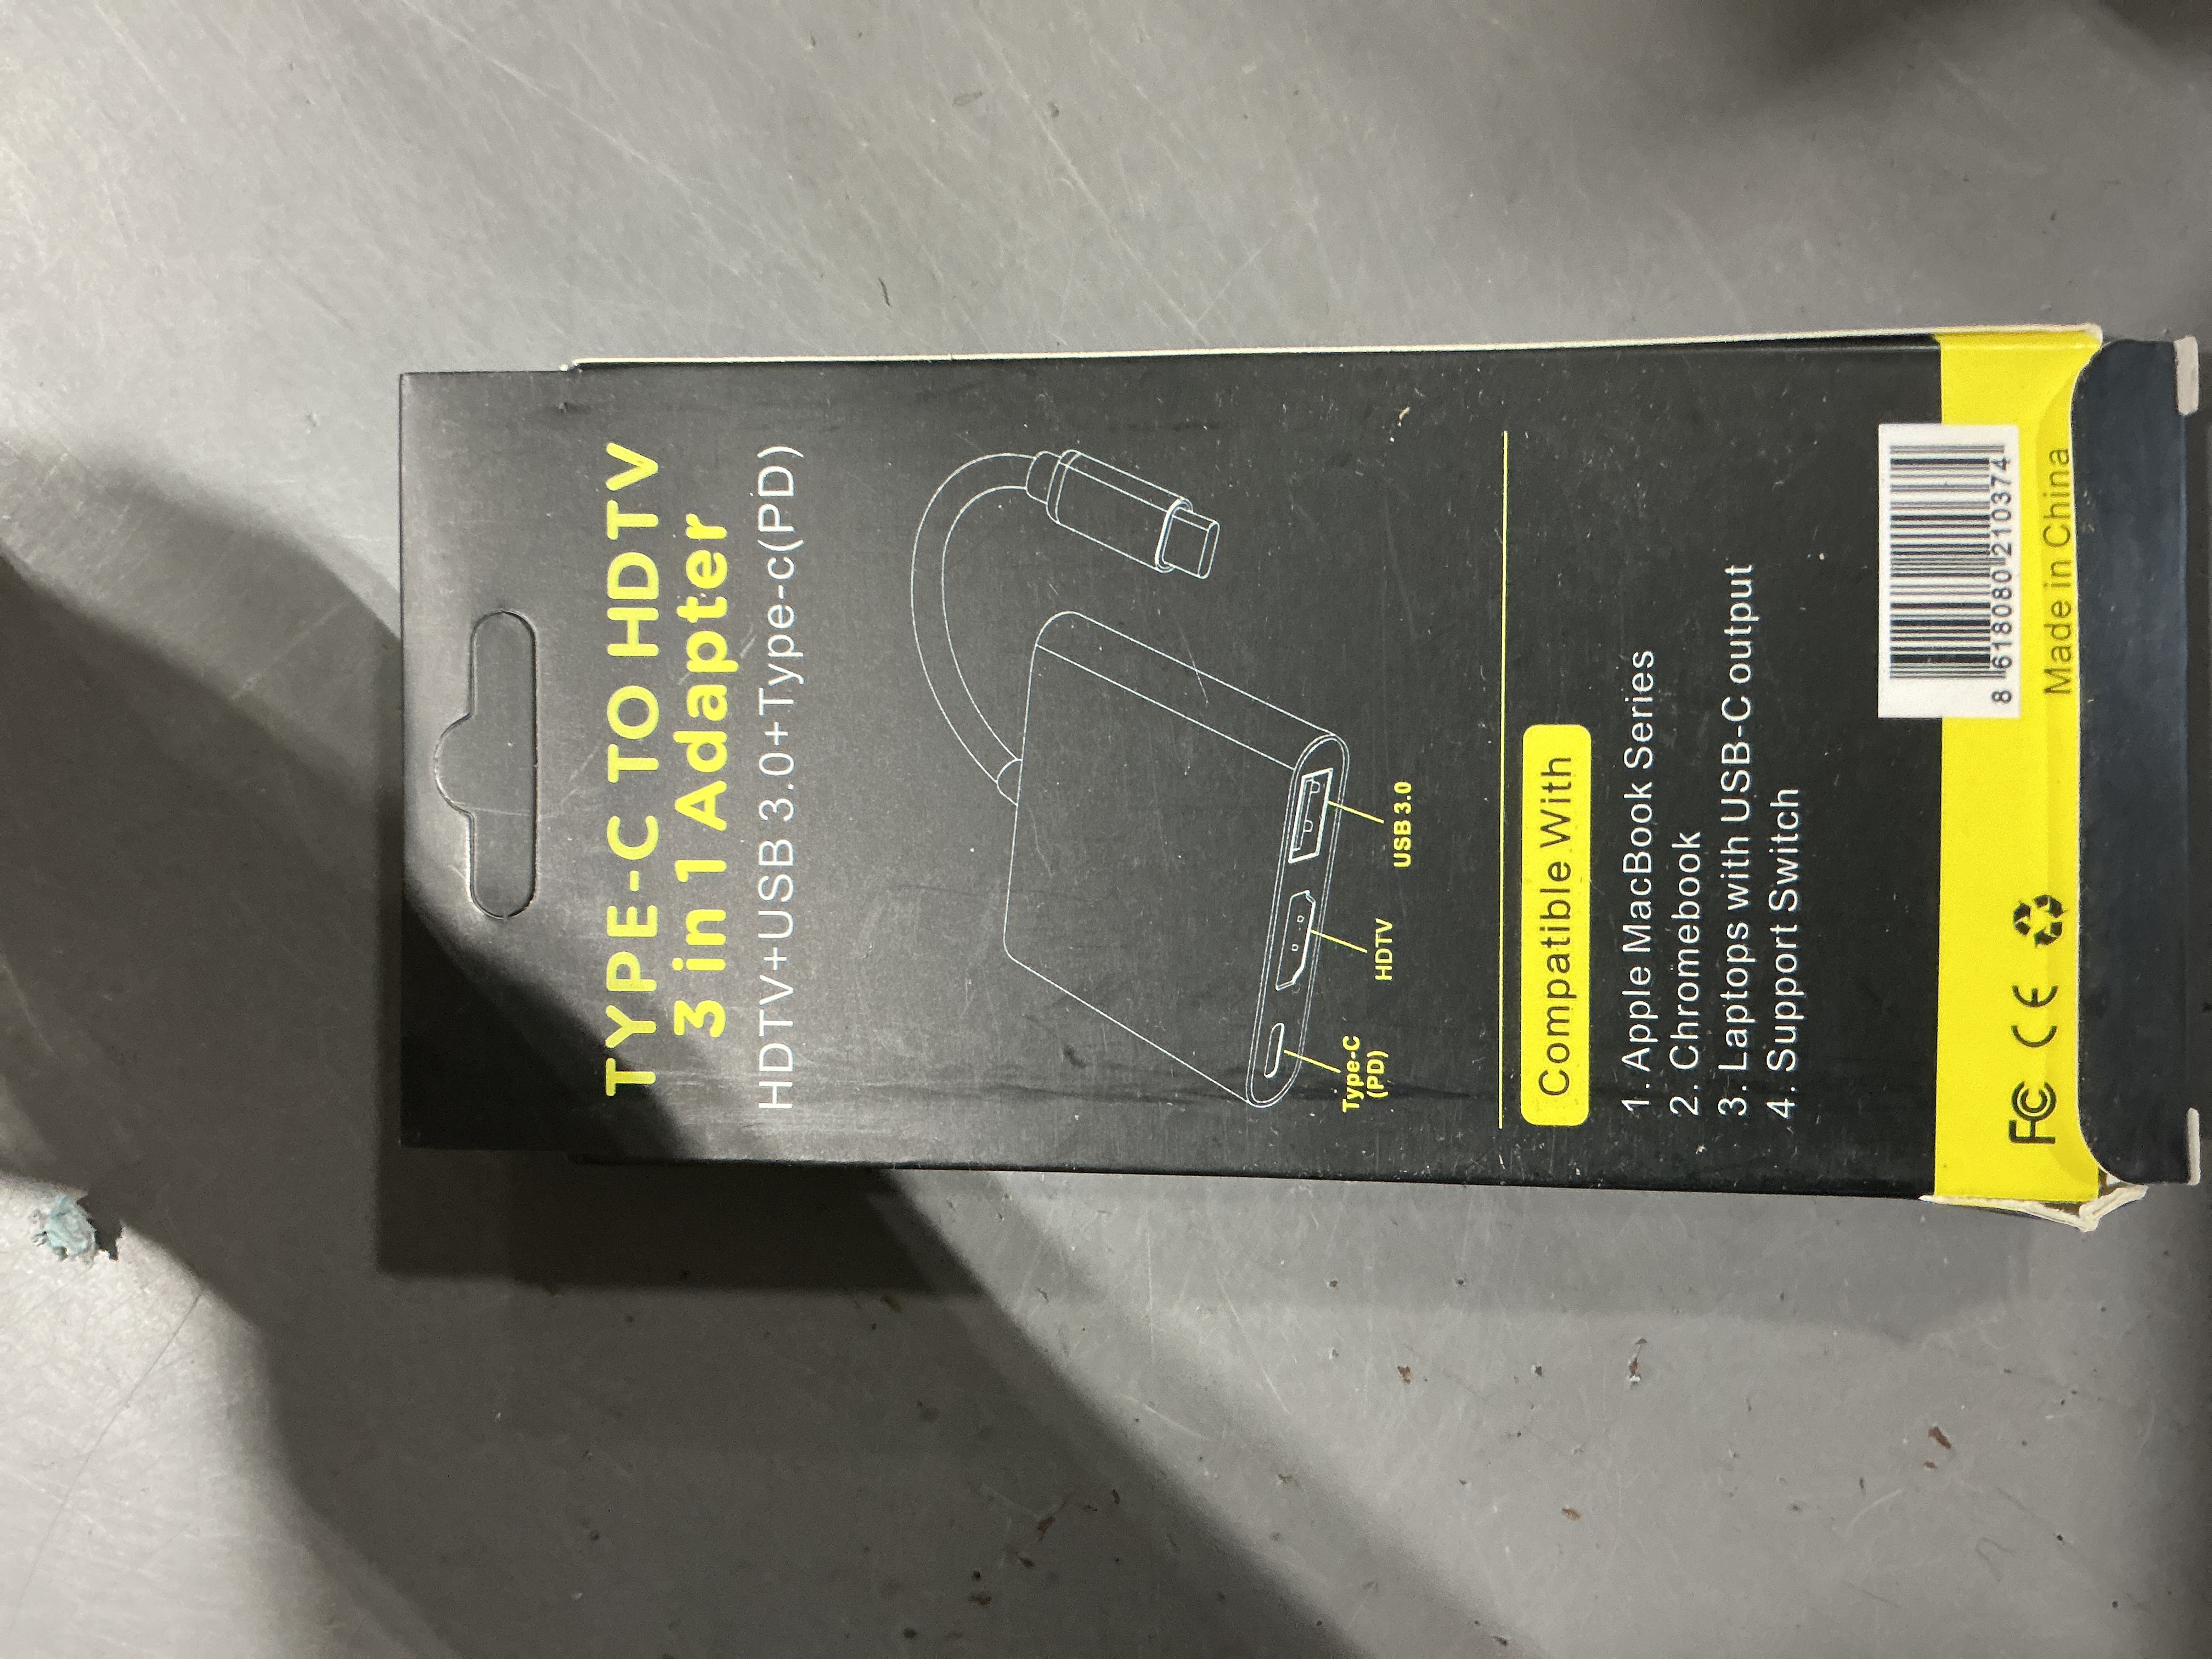 TYPE-C TO HDTV
3 in 1 Adapter
HDTV+USB 3.0+Type-c(PD)
Type-C
(PD)
HDTV
USB 3.0
Compatible With
1. Apple MacBook Series
2. Chromebook
3. Laptops with USB-C output
4. Support Switch
8 618080 210374
FC CE
Made in China